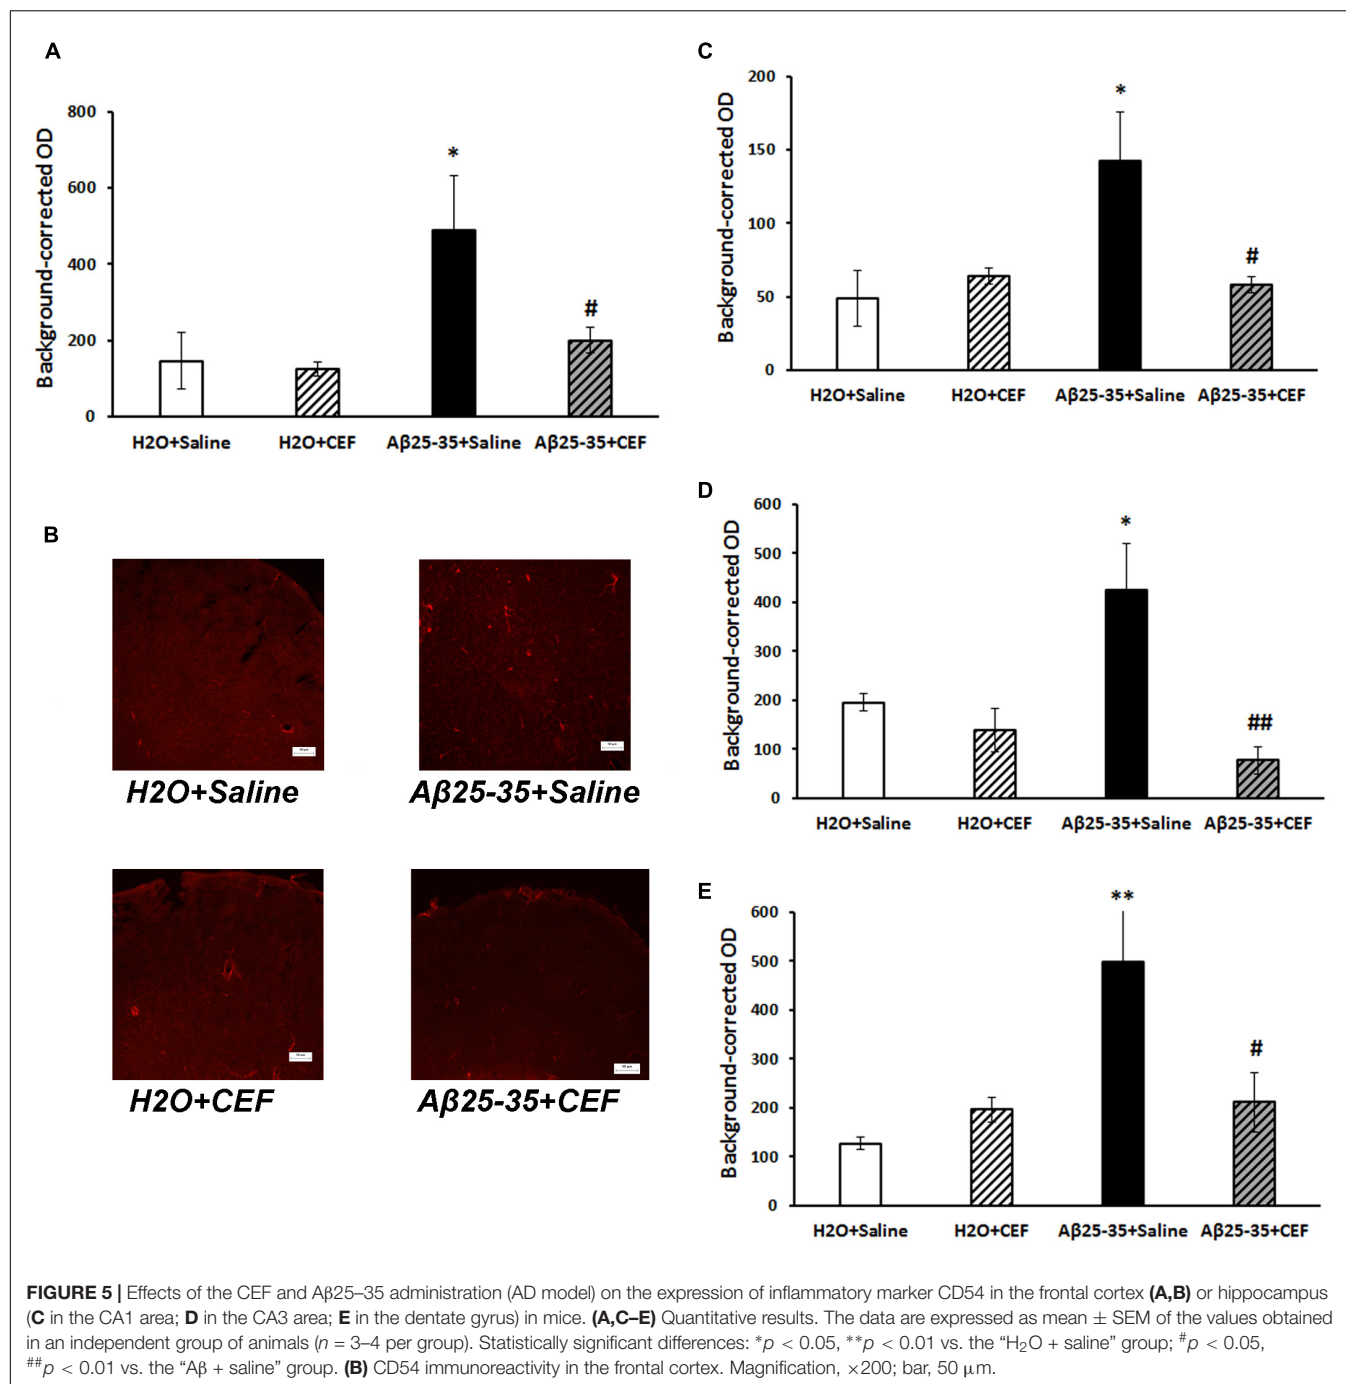 A
Background-corrected OD
800
600
400
200
0
*
#
H2O+Saline H2O+CEF Aβ25-35+Saline Aβ25-35+CEF
B
H2O+Saline
Aβ25-35+Saline
H2O+CEF
Aβ25-35+CEF
C
Background-corrected OD
200
150
100
50
0
*
#
H2O+Saline H2O+CEF Aβ25-35+Saline Aβ25-35+CEF
D
Background-corrected OD
600
500
400
300
200
100
0
*
##
H2O+Saline H2O+CEF Aβ25-35+Saline Aβ25-35+CEF
E
Background-corrected OD
600
500
400
300
200
100
0
**
#
H2O+Saline H2O+CEF Aβ25-35+Saline Aβ25-35+CEF
FIGURE 5 | Effects of the CEF and Aβ25–35 administration (AD model) on the expression of inflammatory marker CD54 in the frontal cortex (A,B) or hippocampus
(C in the CA1 area; D in the CA3 area; E in the dentate gyrus) in mice. (A,C–E) Quantitative results. The data are expressed as mean ± SEM of the values obtained
in an independent group of animals (n = 3–4 per group). Statistically significant differences: *p < 0.05, **p < 0.01 vs. the “H₂O + saline” group; #p < 0.05,
##p < 0.01 vs. the “Aβ + saline” group. (B) CD54 immunoreactivity in the frontal cortex. Magnification, ×200; bar, 50 μm.